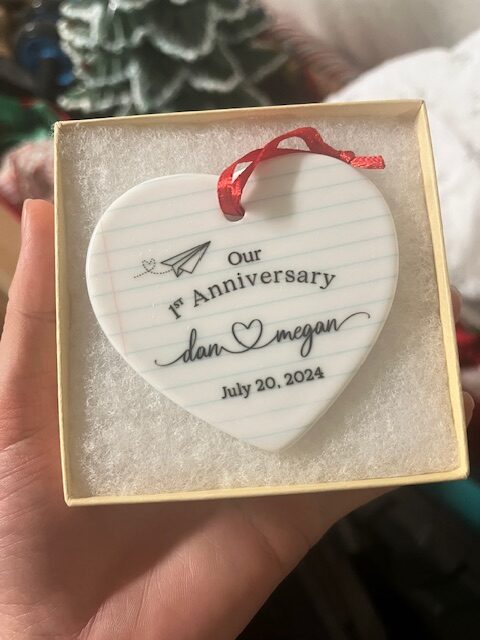 Our
1ST Anniversary
dan megan
July 20, 2024